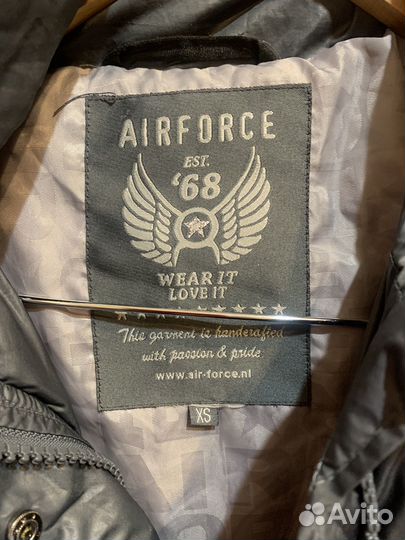 AIRFORCE
EST.
'68
WEAR IT
LOVE IT
This garment is handcrafted
with passion & pride.
www.air-force.nl
XS
Avito